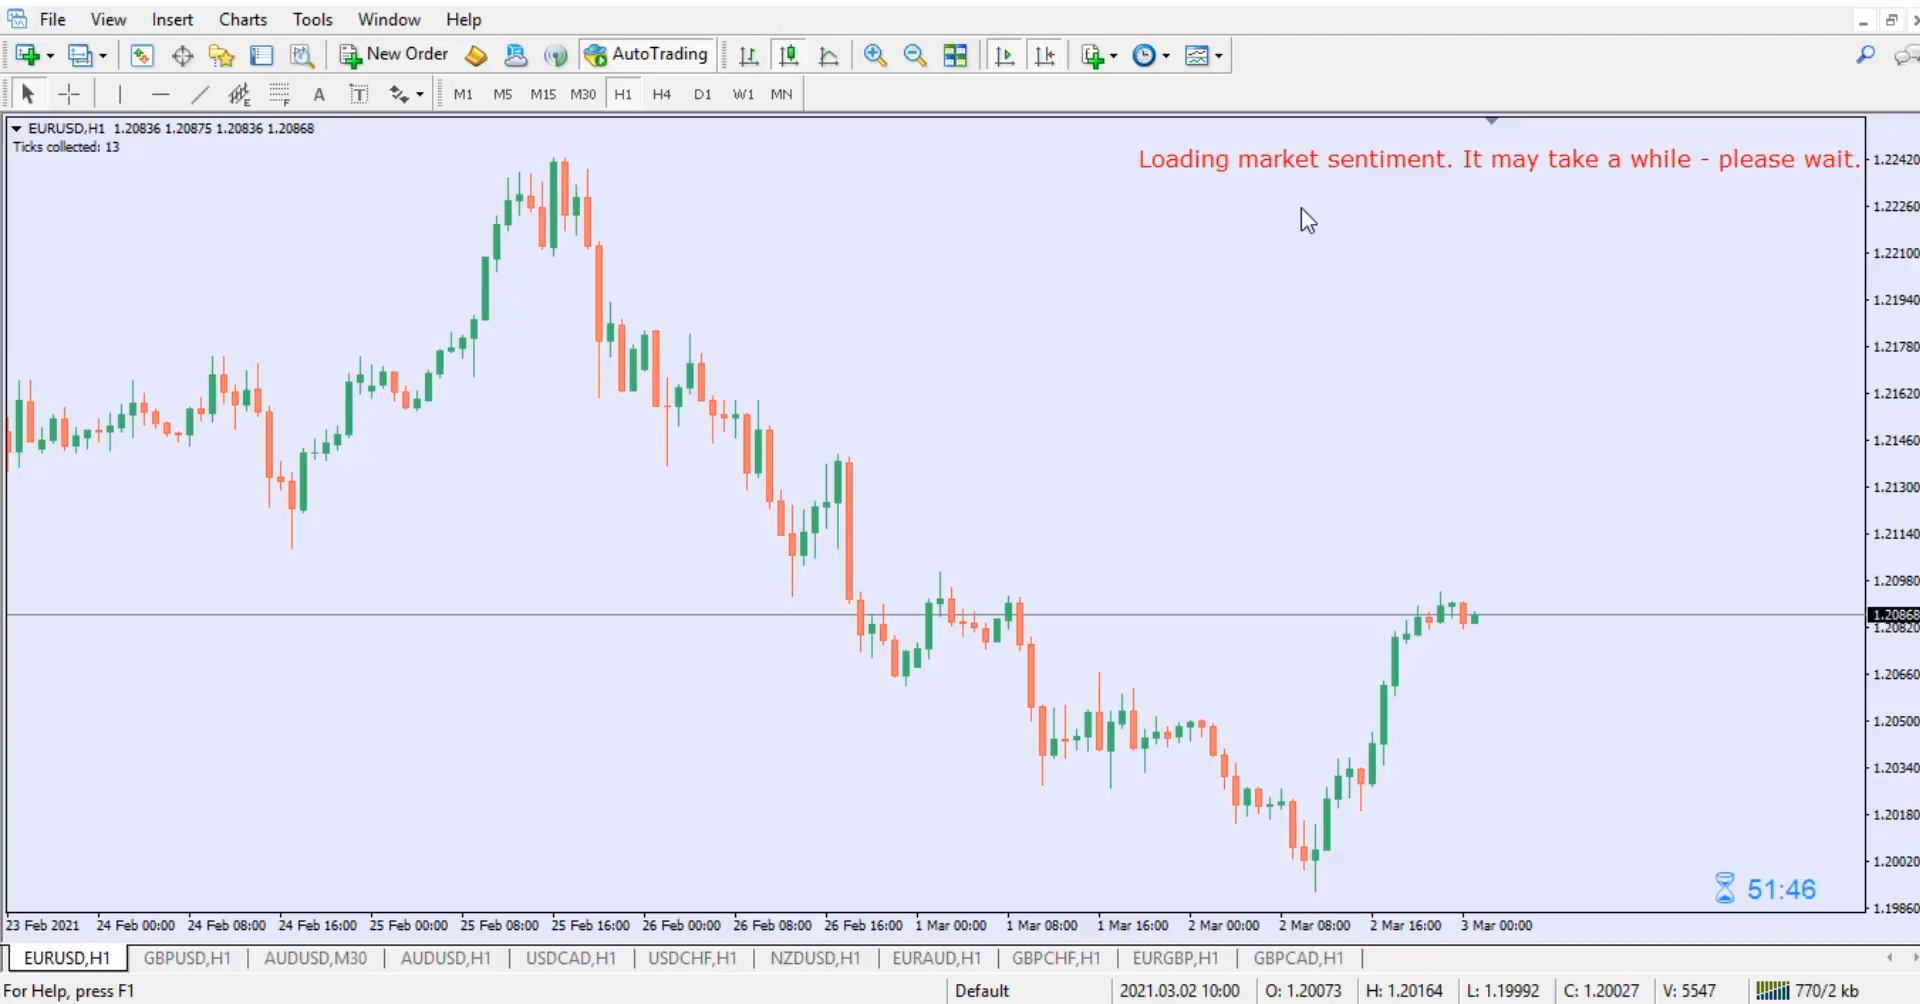 File View Insert Charts Tools Window Help
New Order AutoTrading
A T M1 M5 M15 M30 H1 H4 D1 W1 MN
EURUSD,H1 1.20836 1.20875 1.20836 1.20868
Ticks collected: 13
Loading market sentiment. It may take a while - please wait.
1.22420
1.22260
1.22100
1.21940
1.21780
1.21620
1.21460
1.21300
1.21140
1.20980
1.20868
1.20820
1.20660
1.20500
1.20340
1.20180
1.20020
1.19860
51:46
23 Feb 2021 24 Feb 00:00 24 Feb 08:00 24 Feb 16:00 25 Feb 00:00 25 Feb 08:00 25 Feb 16:00 26 Feb 00:00 26 Feb 08:00 26 Feb 16:00 1 Mar 00:00 1 Mar 08:00 1 Mar 16:00 2 Mar 00:00 2 Mar 08:00 2 Mar 16:00 3 Mar 00:00
EURUSD,H1 GBPUSD,H1 AUDUSD,M30 AUDUSD,H1 USDCAD,H1 USDCHF,H1 NZDUSD,H1 EURAUD,H1 GBPCHF,H1 EURGBP,H1 GBPCAD,H1
For Help, press F1 Default 2021.03.02 10:00 O: 1.20073 H: 1.20164 L: 1.19992 C: 1.20027 V: 5547 770/2 kb